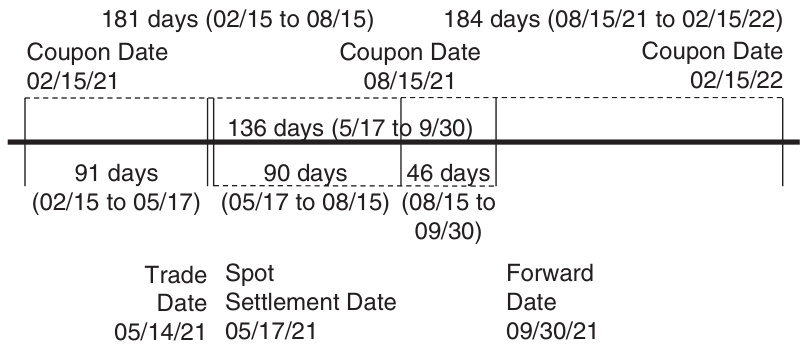 181 days (02/15 to 08/15)
184 days (08/15/21 to 02/15/22)
Coupon Date
02/15/21
Coupon Date
08/15/21
Coupon Date
02/15/22
136 days (5/17 to 9/30)
91 days
(02/15 to 05/17)
90 days
(05/17 to 08/15)
46 days
(08/15 to
09/30)
Trade
Date
05/14/21
Spot
Settlement Date
05/17/21
Forward
Date
09/30/21